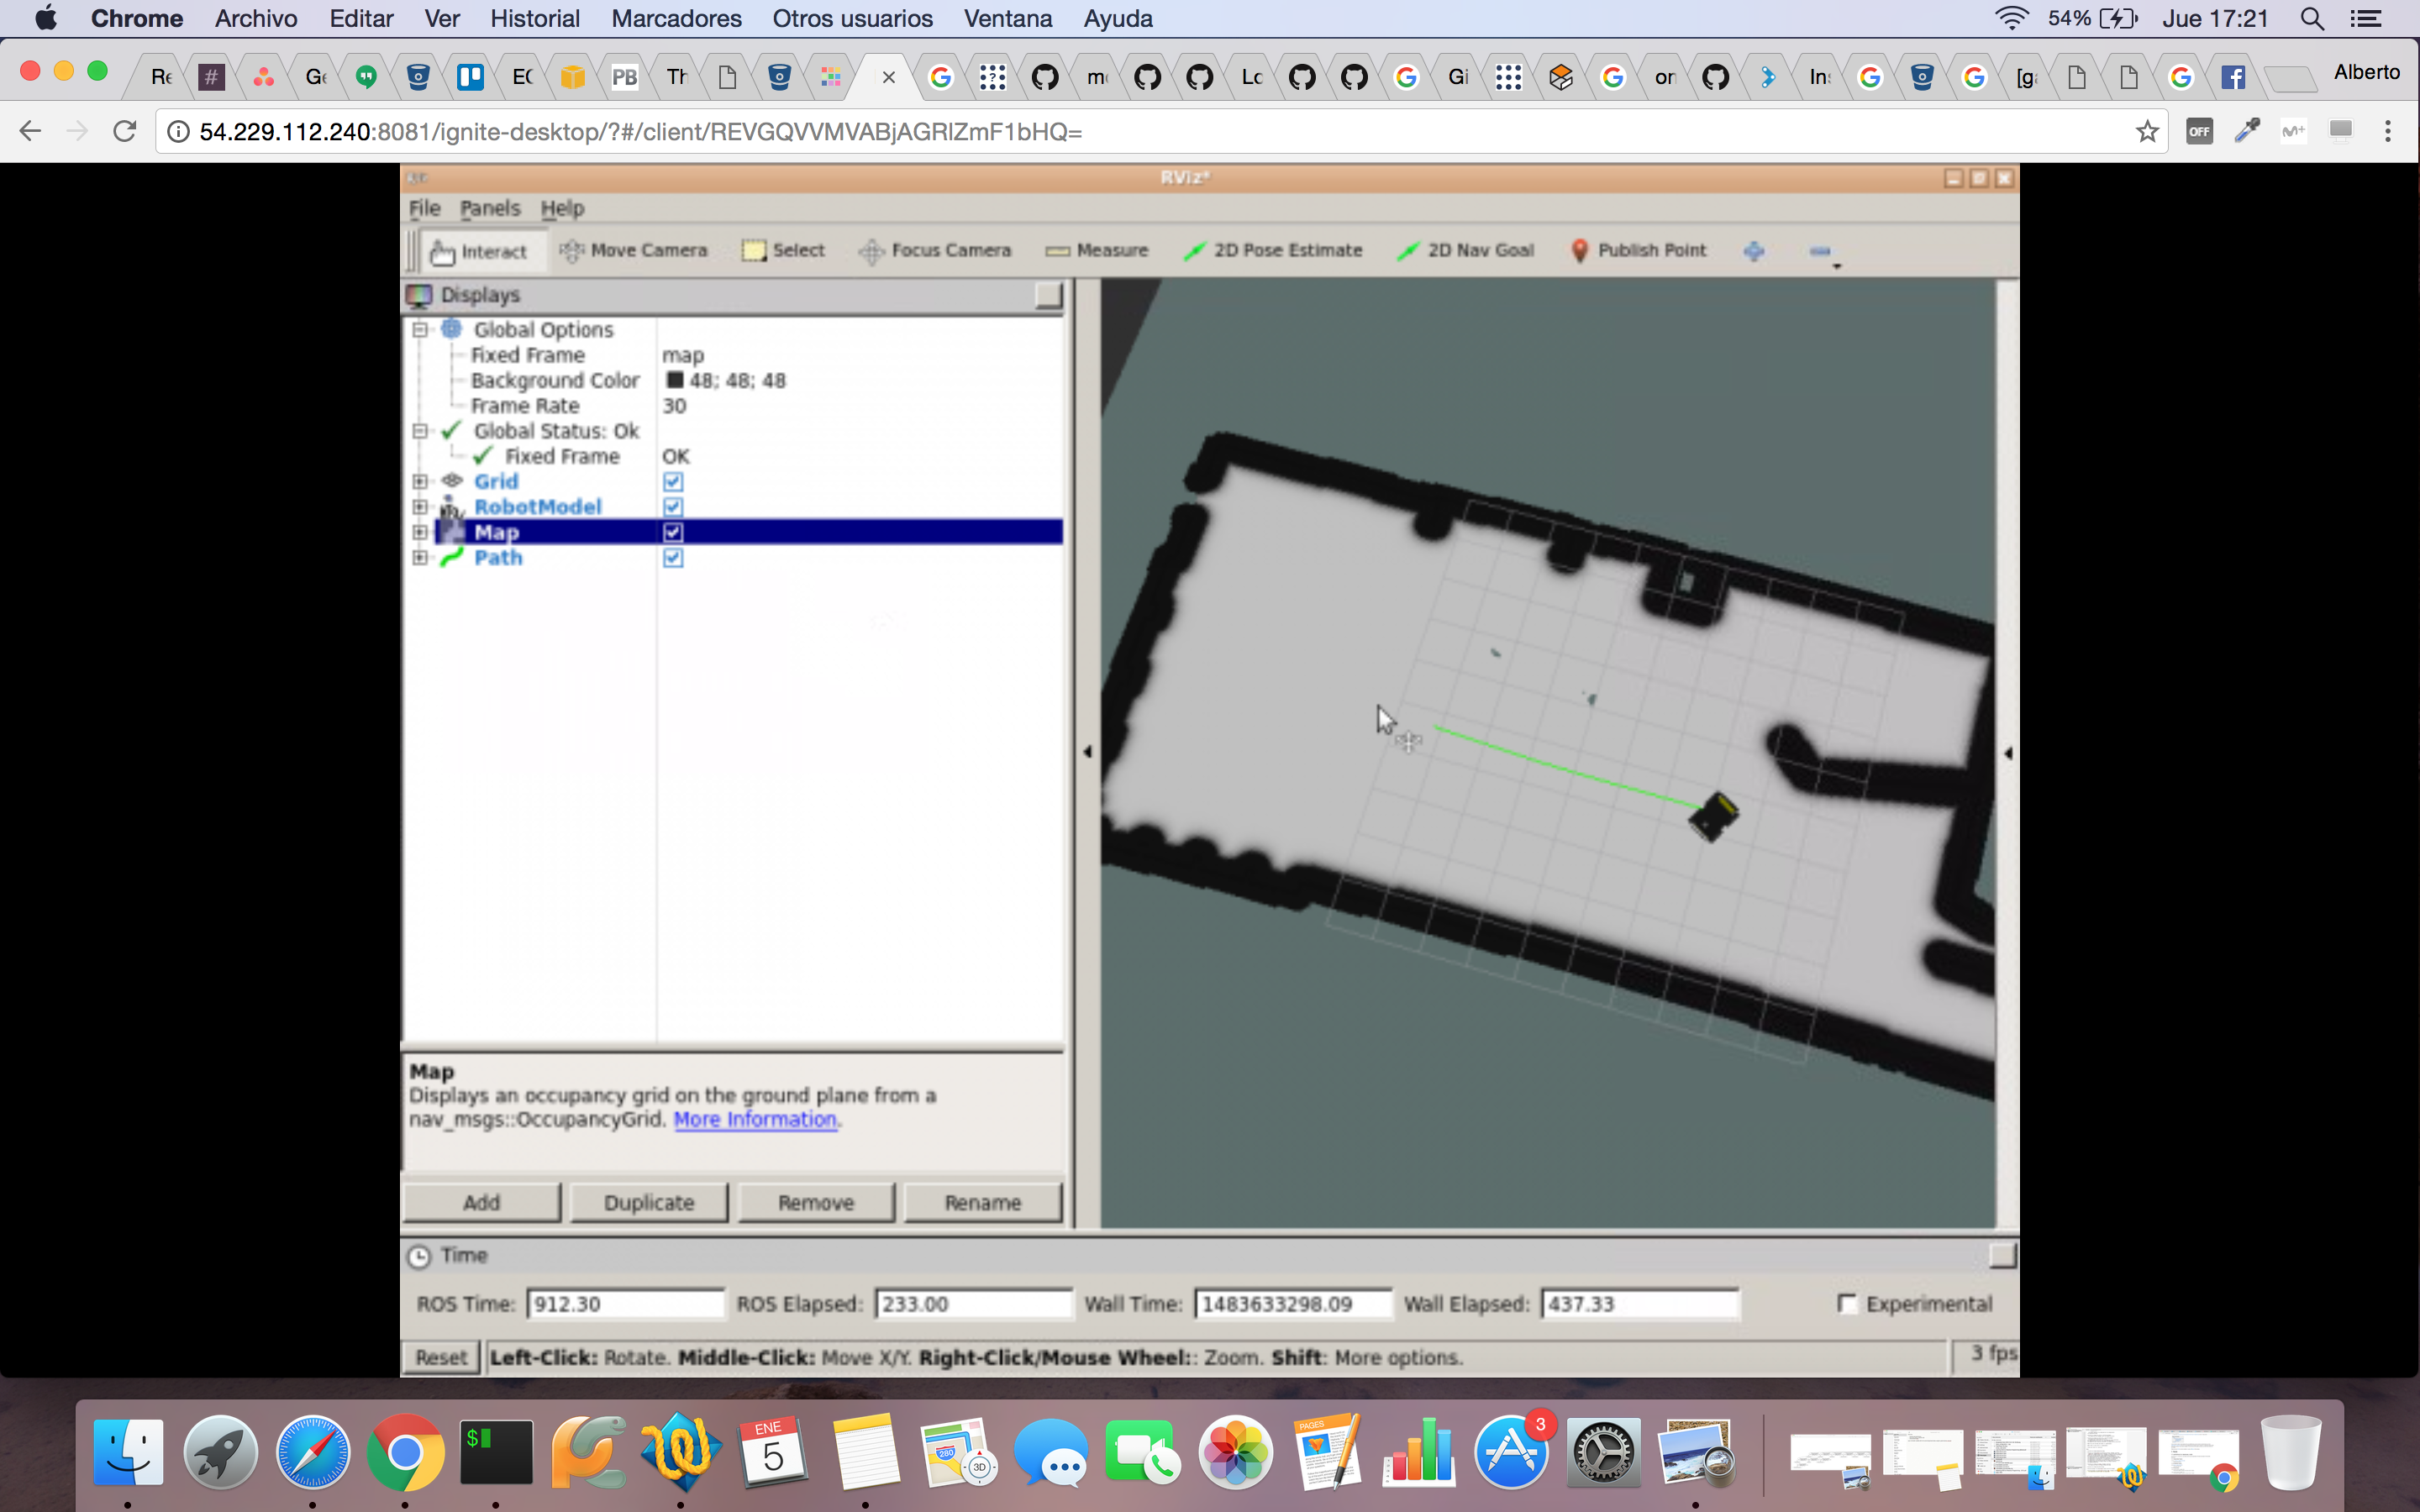 Chrome Archivo Editar Ver Historial Marcadores Otros usuarios Ventana Ayuda 54% Jue 17:21
Re # Ge EC PB Th m Lc Gi or In: [g Alberto
54.229.112.240:8081/ignite-desktop/?#/client/REVGQVVMVABjAGRlZmF1bHQ= OFF
RViz*
File Panels Help
Interact Move Camera Select Focus Camera Measure 2D Pose Estimate 2D Nav Goal Publish Point
Displays
Global Options
Fixed Frame map
Background Color 48; 48; 48
Frame Rate 30
Global Status: Ok
Fixed Frame OK
Grid
RobotModel
Map
Path
Map
Displays an occupancy grid on the ground plane from a
nav_msgs::OccupancyGrid. More Information.
Add Duplicate Remove Rename
Time
ROS Time: 912.30 ROS Elapsed: 233.00 Wall Time: 1483633298.09 Wall Elapsed: 437.33 Experimental
Reset Left-Click: Rotate. Middle-Click: Move X/Y. Right-Click/Mouse Wheel:: Zoom. Shift: More options. 3 fps
$ ENE 5 280 3D PAGES 3